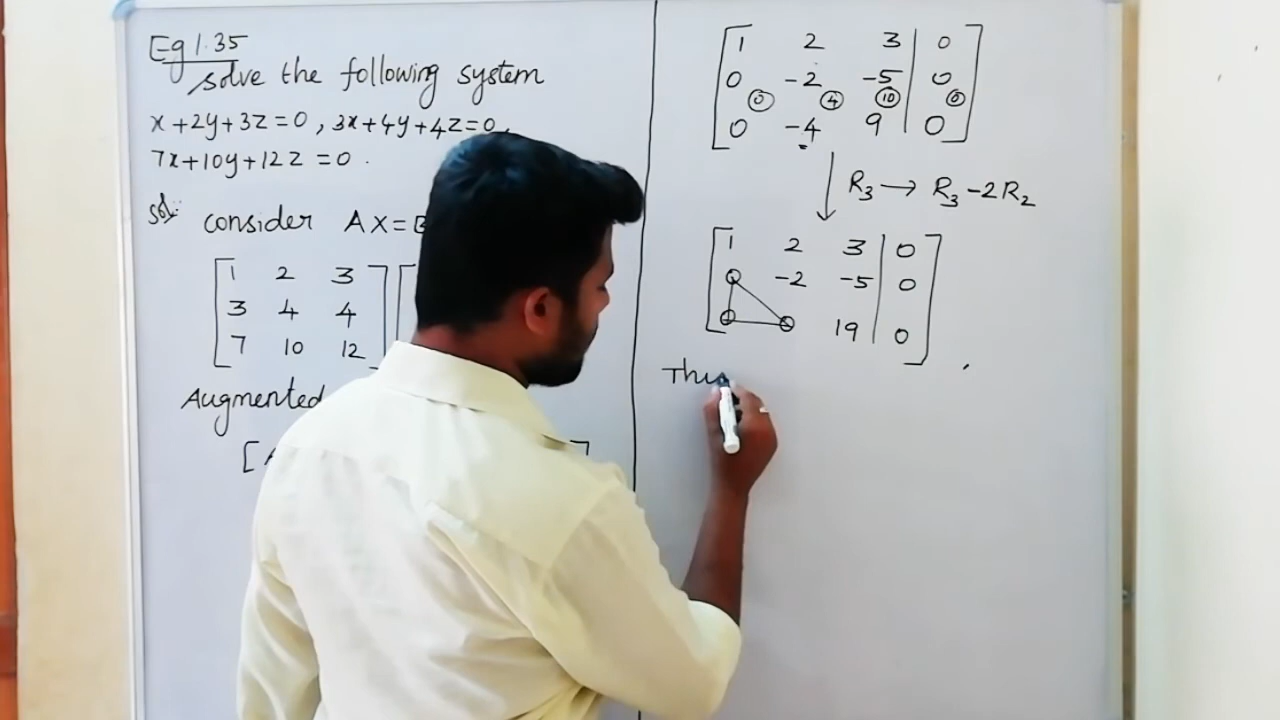 Eg 1.35
solve the following system
x+2y+3z=0, 3x+4y+4z=0,
7x+10y+12z=0.
Sol:
consider AX=B
1 2 3
3 4 4
7 10 12
Augmented
[A
]
1 2 3 | 0
0 -2 -5 | 0
0 4 10 0
0 -4 9 | 0
R3 → R3 -2R2
1 2 3 | 0
0 -2 -5 | 0
0 0 19 | 0
Thu